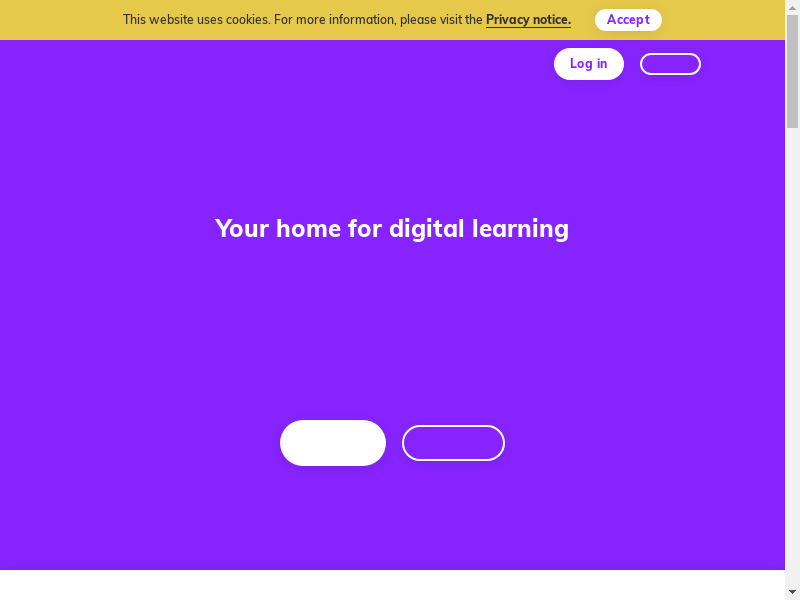 This website uses cookies. For more information, please visit the Privacy notice. Accept
Log in
Your home for digital learning